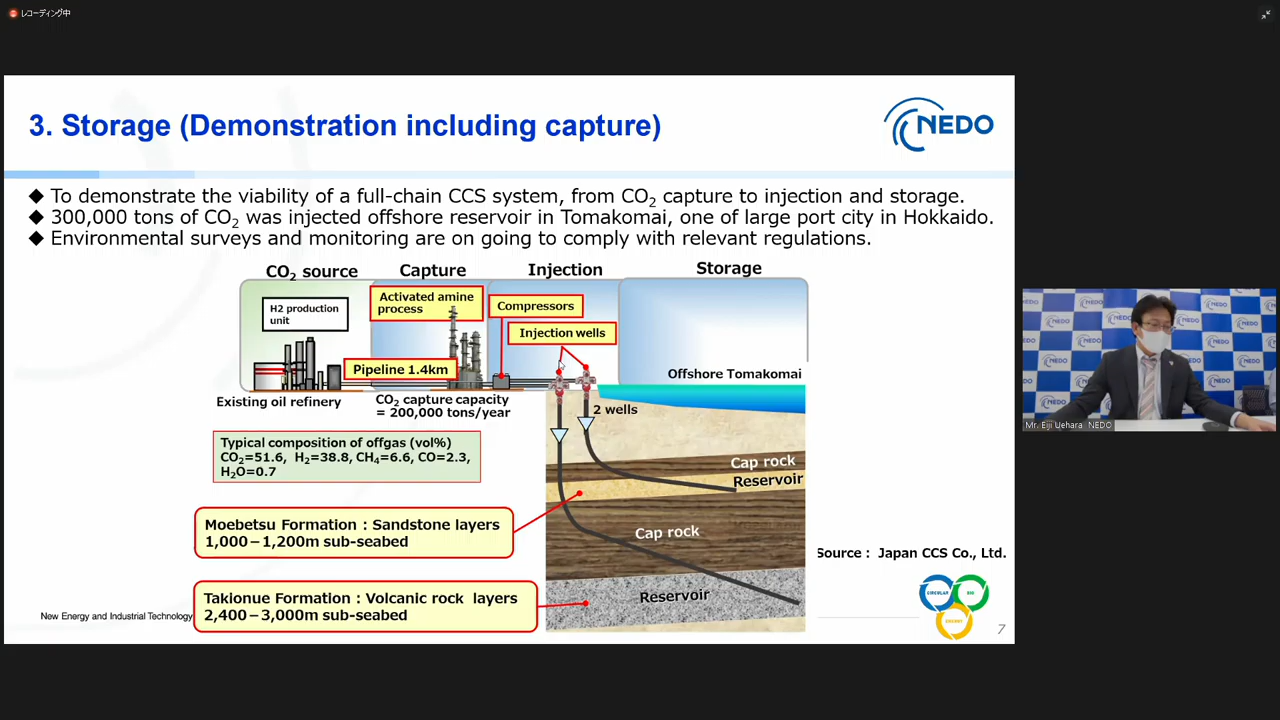 レコーディング中
3. Storage (Demonstration including capture)
NEDO
◆ To demonstrate the viability of a full-chain CCS system, from CO2 capture to injection and storage.
◆ 300,000 tons of CO2 was injected offshore reservoir in Tomakomai, one of large port city in Hokkaido.
◆ Environmental surveys and monitoring are on going to comply with relevant regulations.
CO2 source
Capture
Injection
Storage
H2 production
unit
Activated amine
process
Compressors
Injection wells
Pipeline 1.4km
Offshore Tomakomai
Existing oil refinery
CO2 capture capacity
= 200,000 tons/year
2 wells
Typical composition of offgas (vol%)
CO2=51.6, H2=38.8, CH4=6.6, CO=2.3,
H2O=0.7
Cap rock
Reservoir
Moebetsu Formation : Sandstone layers
1,000－1,200m sub-seabed
Cap rock
Source : Japan CCS Co., Ltd.
Takionue Formation : Volcanic rock layers
2,400－3,000m sub-seabed
Reservoir
New Energy and Industrial Technology
CIRCULAR
BIO
7
Mr. Eiji Uehara NEDO
NEDO